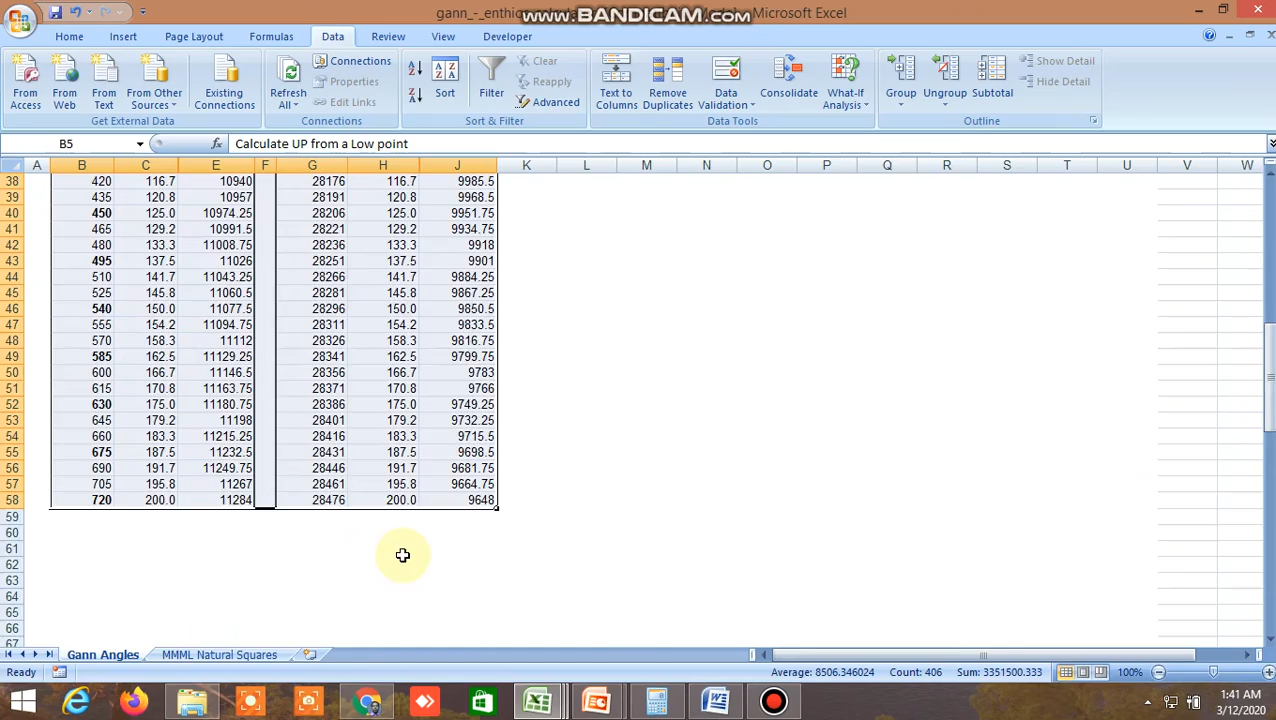 gann_-_enthic
www.BANDICAM.com
Microsoft Excel
Home Insert Page Layout Formulas Data Review View Developer
From Access
From Web
From Text
From Other Sources
Existing Connections
Get External Data
Refresh All
Connections
Properties
Edit Links
Connections
Sort
Filter
Clear
Reapply
Advanced
Sort & Filter
Text to Columns
Remove Duplicates
Data Validation
Consolidate
What-If Analysis
Data Tools
Group
Ungroup
Subtotal
Show Detail
Hide Detail
Outline
B5 fx Calculate UP from a Low point
A B C E F G H J K L M N O P Q R S T U V W
38 420 116.7 10940 28176 116.7 9985.5
39 435 120.8 10957 28191 120.8 9968.5
40 450 125.0 10974.25 28206 125.0 9951.75
41 465 129.2 10991.5 28221 129.2 9934.75
42 480 133.3 11008.75 28236 133.3 9918
43 495 137.5 11026 28251 137.5 9901
44 510 141.7 11043.25 28266 141.7 9884.25
45 525 145.8 11060.5 28281 145.8 9867.25
46 540 150.0 11077.5 28296 150.0 9850.5
47 555 154.2 11094.75 28311 154.2 9833.5
48 570 158.3 11112 28326 158.3 9816.75
49 585 162.5 11129.25 28341 162.5 9799.75
50 600 166.7 11146.5 28356 166.7 9783
51 615 170.8 11163.75 28371 170.8 9766
52 630 175.0 11180.75 28386 175.0 9749.25
53 645 179.2 11198 28401 179.2 9732.25
54 660 183.3 11215.25 28416 183.3 9715.5
55 675 187.5 11232.5 28431 187.5 9698.5
56 690 191.7 11249.75 28446 191.7 9681.75
57 705 195.8 11267 28461 195.8 9664.75
58 720 200.0 11284 28476 200.0 9648
59
60
61
62
63
64
65
66
67
Gann Angles MMML Natural Squares
Ready Average: 8506.346024 Count: 406 Sum: 3351500.333 100%
1:41 AM
3/12/2020